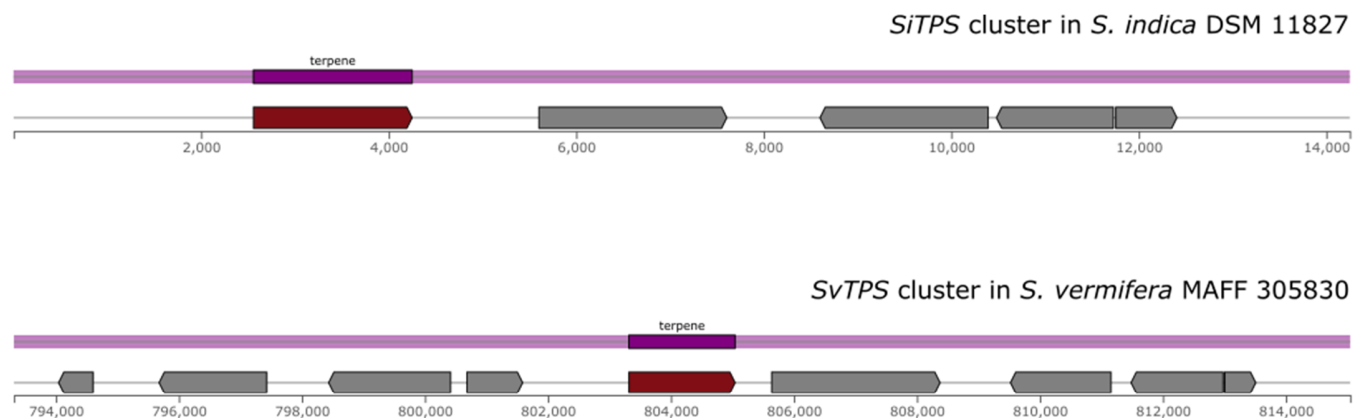 SiTPS cluster in S. indica DSM 11827
terpene
2,000 4,000 6,000 8,000 10,000 12,000 14,000
SvTPS cluster in S. vermifera MAFF 305830
terpene
794,000 796,000 798,000 800,000 802,000 804,000 806,000 808,000 810,000 812,000 814,000